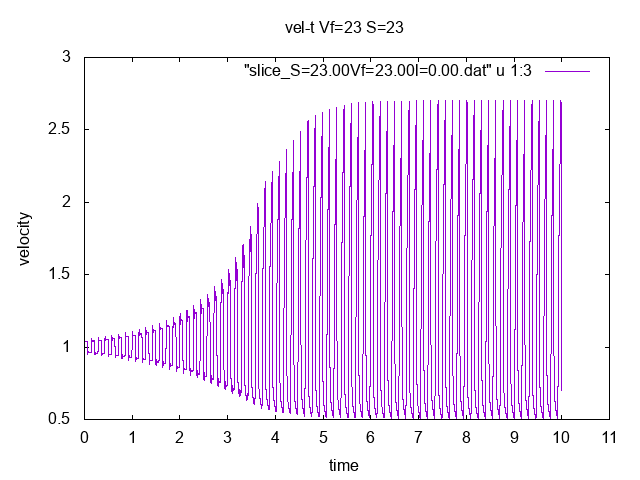 vel-t Vf=23 S=23
"slice_S=23.00Vf=23.00I=0.00.dat" u 1:3
3
2.5
2
1.5
1
0.5
velocity
0 1 2 3 4 5 6 7 8 9 10 11
time